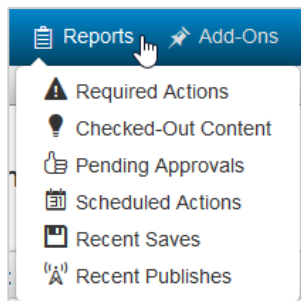 Reports Add-Ons
Required Actions
Checked-Out Content
Pending Approvals
Scheduled Actions
Recent Saves
Recent Publishes